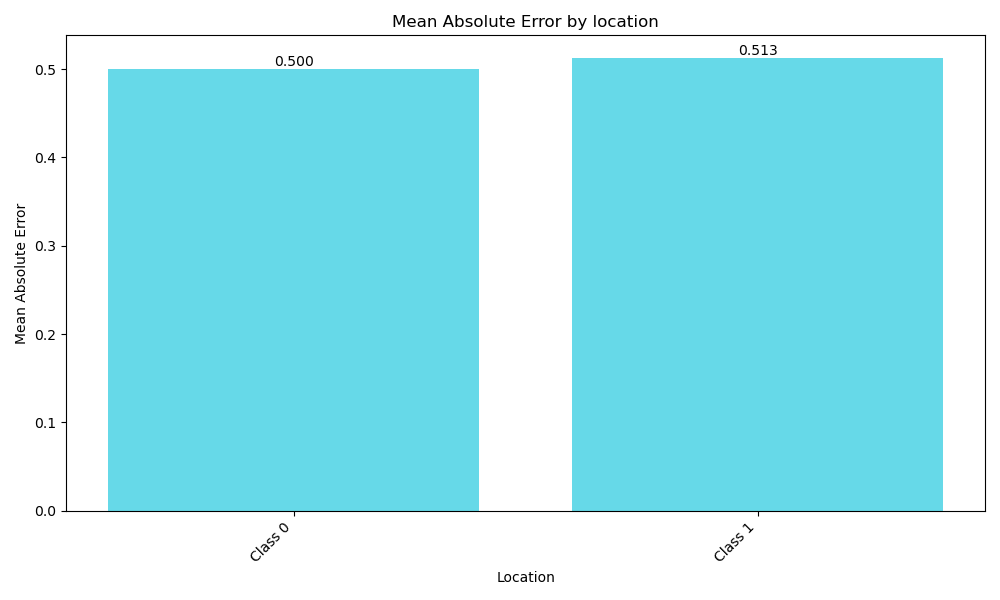 Mean Absolute Error by location
0.500
0.513
Mean Absolute Error
0.5
0.4
0.3
0.2
0.1
0.0
Class 0
Class 1
Location